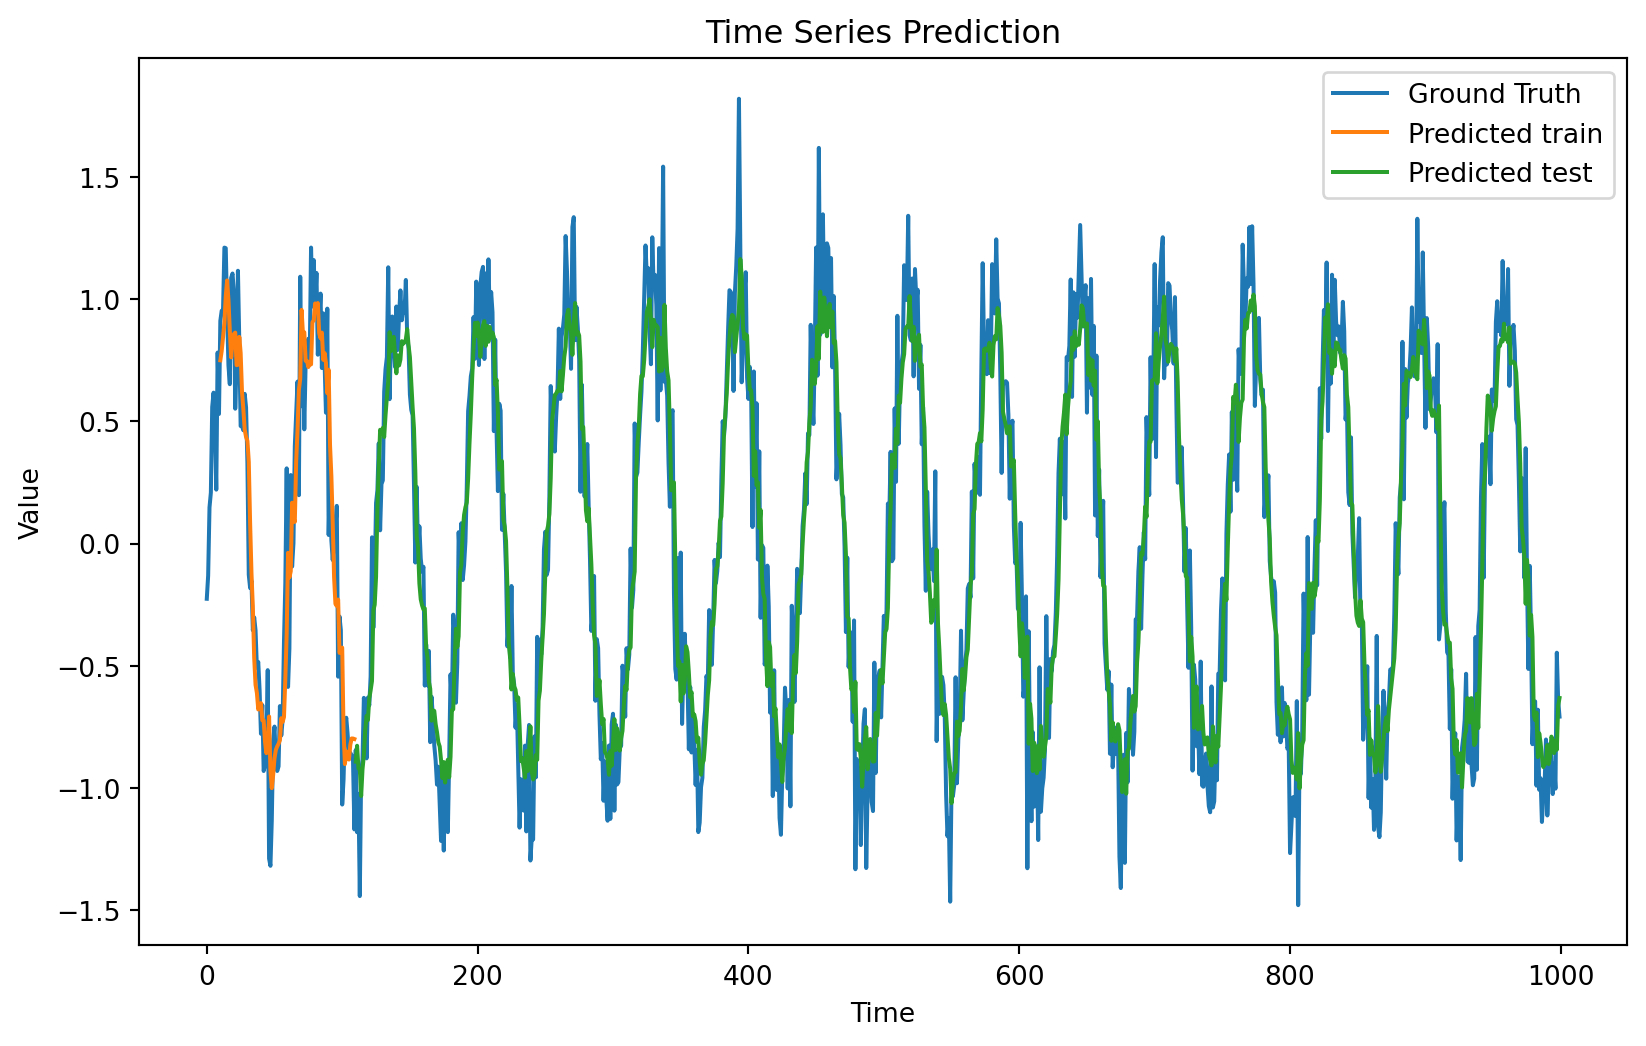 Time Series Prediction
Ground Truth
Predicted train
Predicted test
Value
1.5
1.0
0.5
0.0
−0.5
−1.0
−1.5
0 200 400 600 800 1000
Time